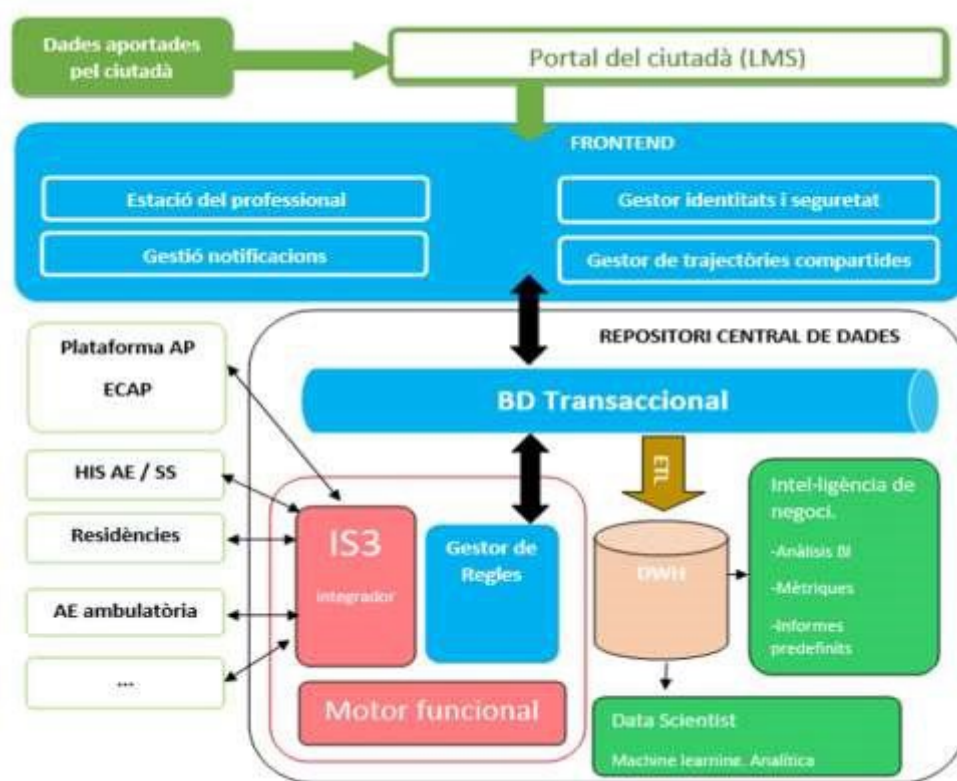 Dades aportades
pel ciutadà
Portal del ciutadà (LMS)
FRONTEND
Estació del professional
Gestor identitats i seguretat
Gestió notificacions
Gestor de trajectòries compartides
Plataforma AP
ECAP
HIS AE / SS
Residències
AE ambulatòria
...
REPOSITORI CENTRAL DE DADES
BD Transaccional
ETL
IS3
integrador
Gestor de
Regles
Motor funcional
DWH
Intel·ligència de
negoci.
-Anàlisis BI
-Mètriques
-Informes
predefinits
Data Scientist
Machine learnine. Analítica